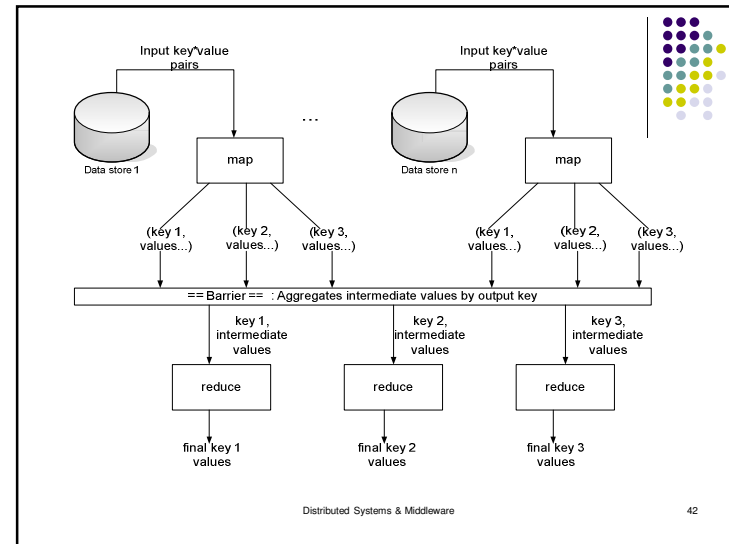 Input key*value
pairs
Input key*value
pairs
...
Data store 1
map
Data store n
map
(key 1,
values...)
(key 2,
values...)
(key 3,
values...)
(key 1,
values...)
(key 2,
values...)
(key 3,
values...)
== Barrier == : Aggregates intermediate values by output key
key 1,
intermediate
values
key 2,
intermediate
values
key 3,
intermediate
values
reduce
reduce
reduce
final key 1
values
final key 2
values
final key 3
values
Distributed Systems & Middleware
42